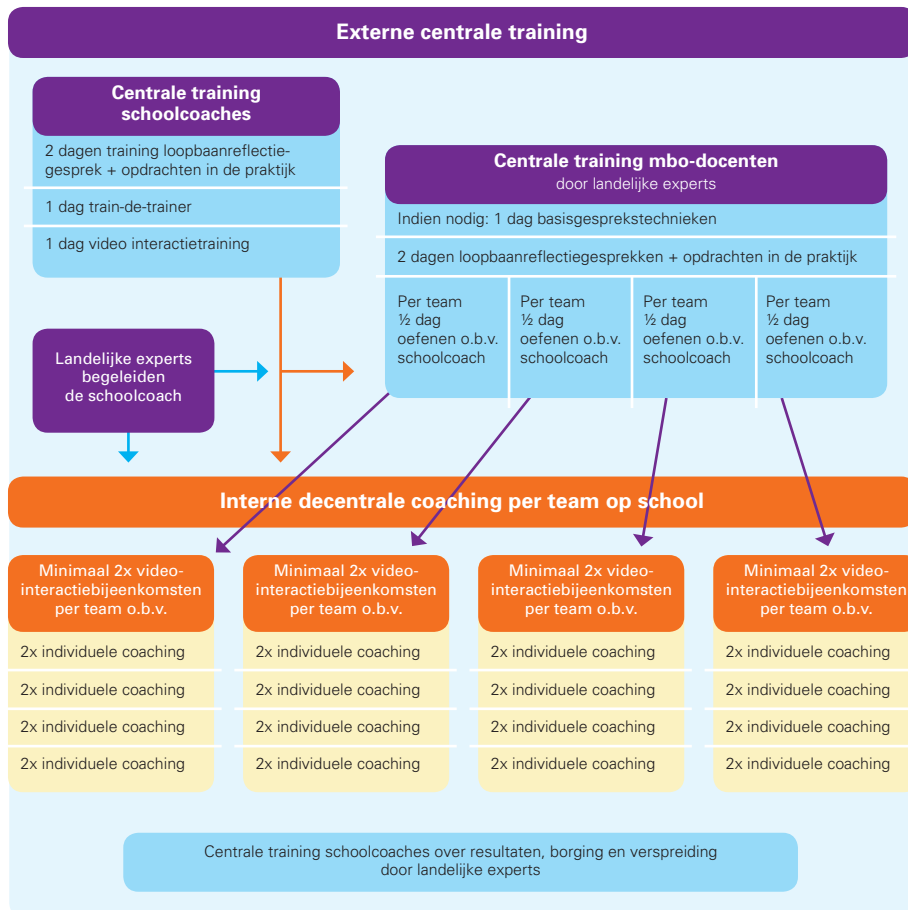 Externe centrale training
Centrale training
schoolcoaches
2 dagen training loopbaanreflectie-
gesprek + opdrachten in de praktijk
1 dag train-de-trainer
1 dag video interactietraining
Centrale training mbo-docenten
door landelijke experts
Indien nodig: 1 dag basisgesprekstechnieken
2 dagen loopbaanreflectiegesprekken + opdrachten in de praktijk
Per team
½ dag
oefenen o.b.v.
schoolcoach
Per team
½ dag
oefenen o.b.v.
schoolcoach
Per team
½ dag
oefenen o.b.v.
schoolcoach
Per team
½ dag
oefenen o.b.v.
schoolcoach
Landelijke experts
begeleiden
de schoolcoach
Interne decentrale coaching per team op school
Minimaal 2x video-
interactiebijeenkomsten
per team o.b.v.
2x individuele coaching
2x individuele coaching
2x individuele coaching
2x individuele coaching
Minimaal 2x video-
interactiebijeenkomsten
per team o.b.v.
2x individuele coaching
2x individuele coaching
2x individuele coaching
2x individuele coaching
Minimaal 2x video-
interactiebijeenkomsten
per team o.b.v.
2x individuele coaching
2x individuele coaching
2x individuele coaching
2x individuele coaching
Minimaal 2x video-
interactiebijeenkomsten
per team o.b.v.
2x individuele coaching
2x individuele coaching
2x individuele coaching
2x individuele coaching
Centrale training schoolcoaches over resultaten, borging en verspreiding
door landelijke experts